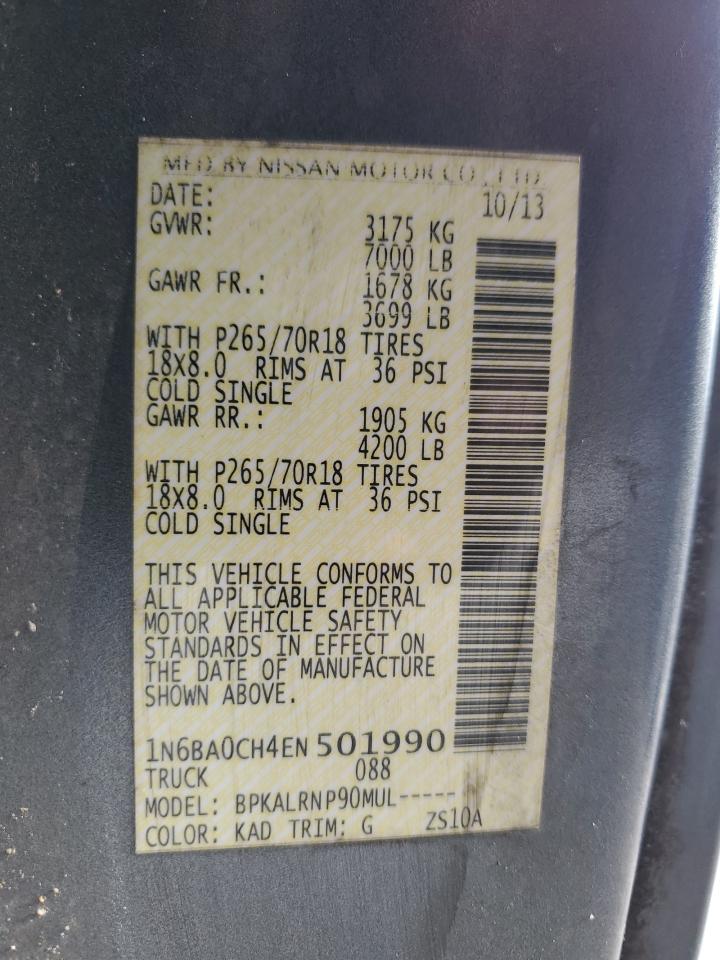 MFD BY NISSAN MOTOR CO., LTD.
DATE: 10/13
GVWR: 3175 KG
7000 LB
GAWR FR.: 1678 KG
3699 LB
WITH P265/70R18 TIRES
18X8.0 RIMS AT 36 PSI
COLD SINGLE
GAWR RR.: 1905 KG
4200 LB
WITH P265/70R18 TIRES
18X8.0 RIMS AT 36 PSI
COLD SINGLE
THIS VEHICLE CONFORMS TO
ALL APPLICABLE FEDERAL
MOTOR VEHICLE SAFETY
STANDARDS IN EFFECT ON
THE DATE OF MANUFACTURE
SHOWN ABOVE.
1N6BA0CH4EN 501990
TRUCK 088
MODEL: BPKALRNP90MUL-----
COLOR: KAD TRIM: G ZS10A